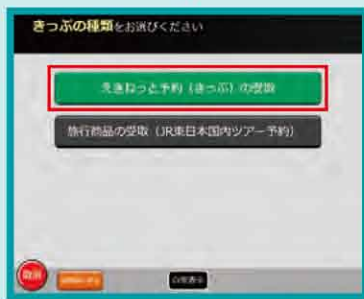 きっぷの種類をお選びください
えきねっと予約（きっぷ）の受取
旅行商品の受取（JR東日本国内ツアー予約）
取消